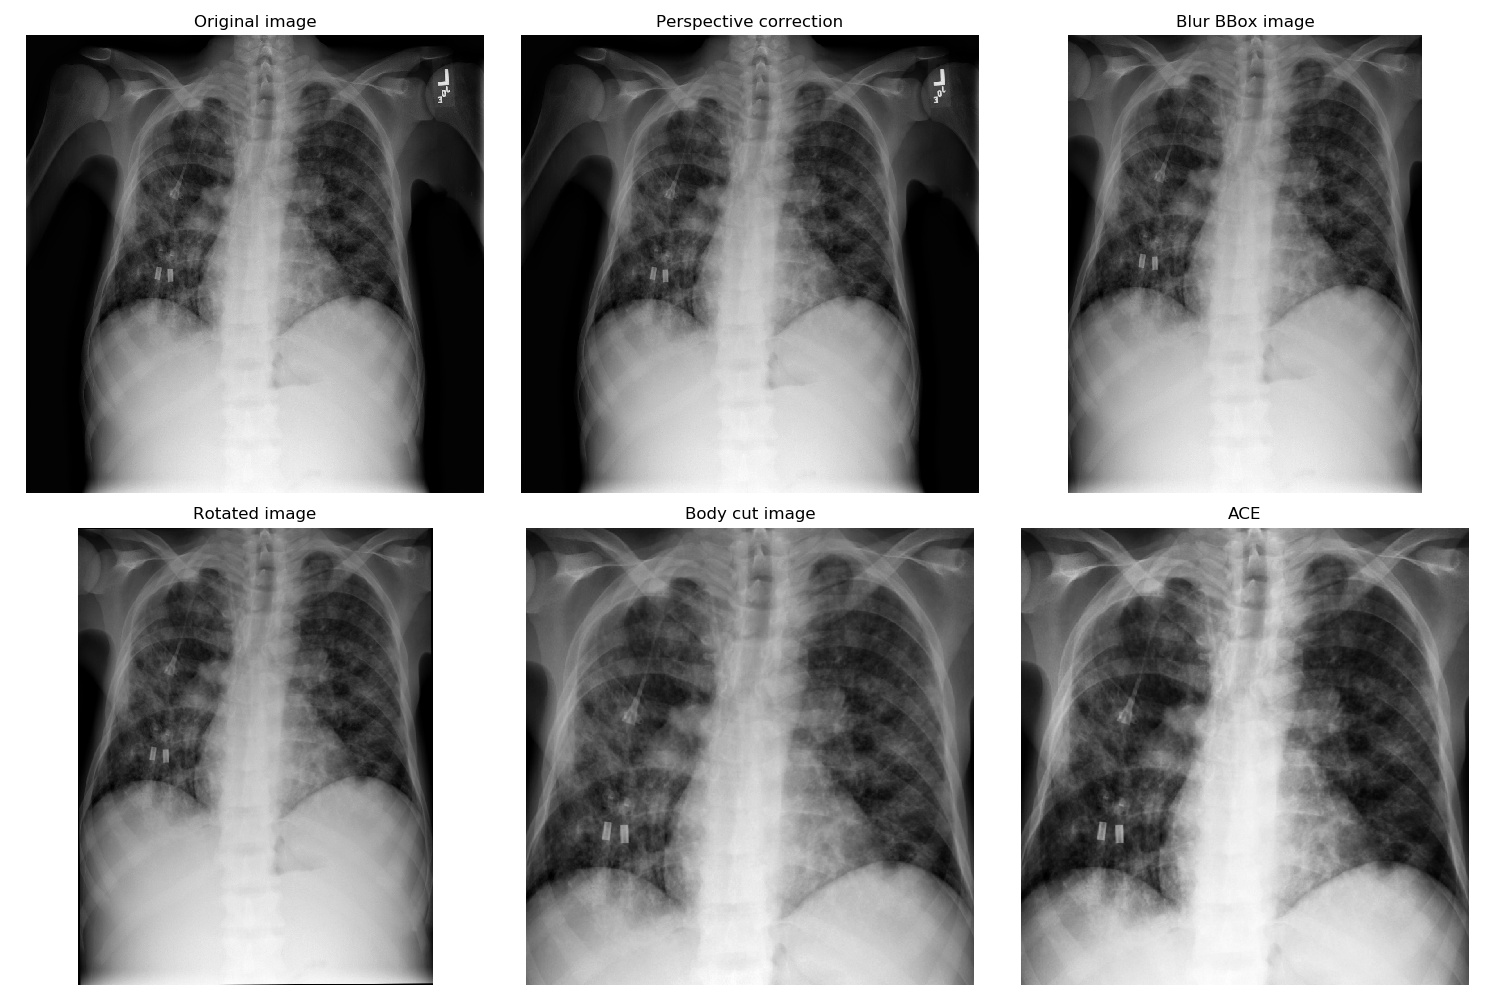 Original image
Perspective correction
Blur BBox image
Rotated image
Body cut image
ACE